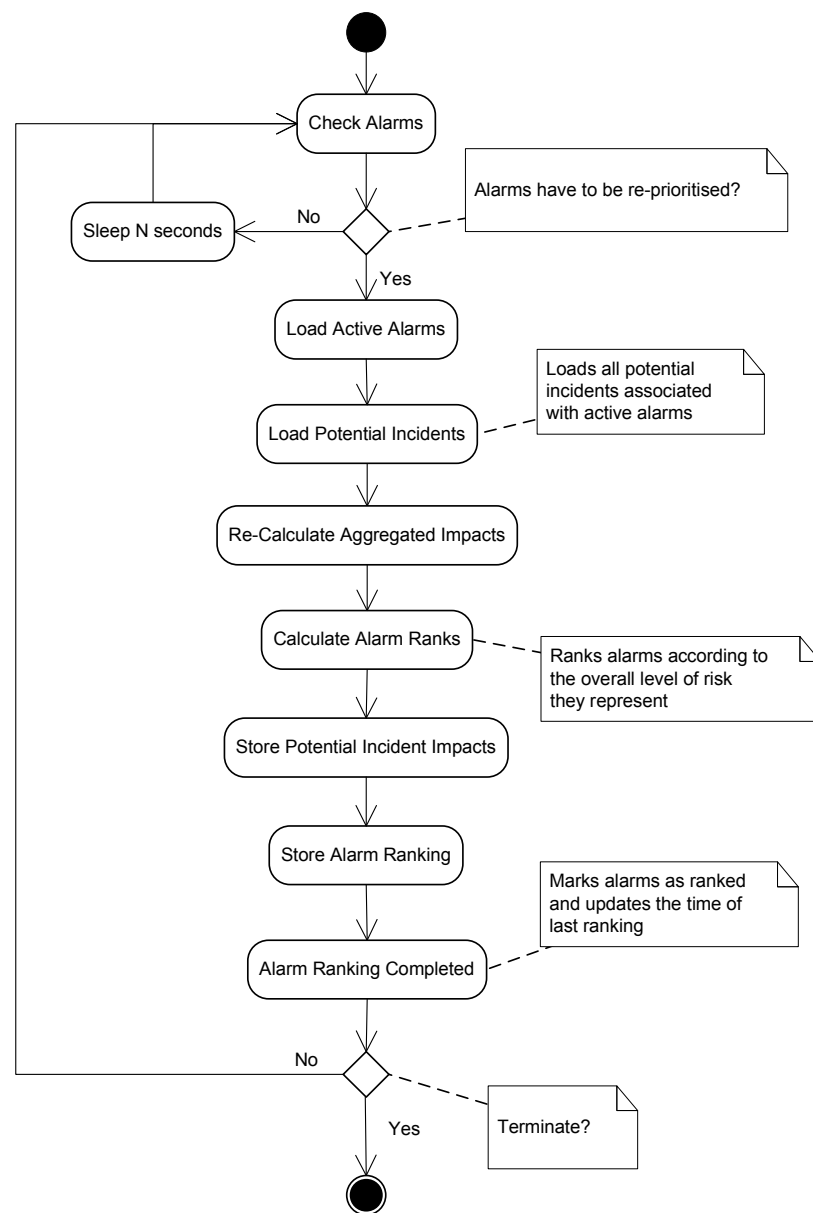 Check Alarms
Alarms have to be re-prioritised?
No
Sleep N seconds
Yes
Load Active Alarms
Loads all potential
incidents associated
with active alarms
Load Potential Incidents
Re-Calculate Aggregated Impacts
Calculate Alarm Ranks
Ranks alarms according to
the overall level of risk
they represent
Store Potential Incident Impacts
Store Alarm Ranking
Marks alarms as ranked
and updates the time of
last ranking
Alarm Ranking Completed
No
Terminate?
Yes